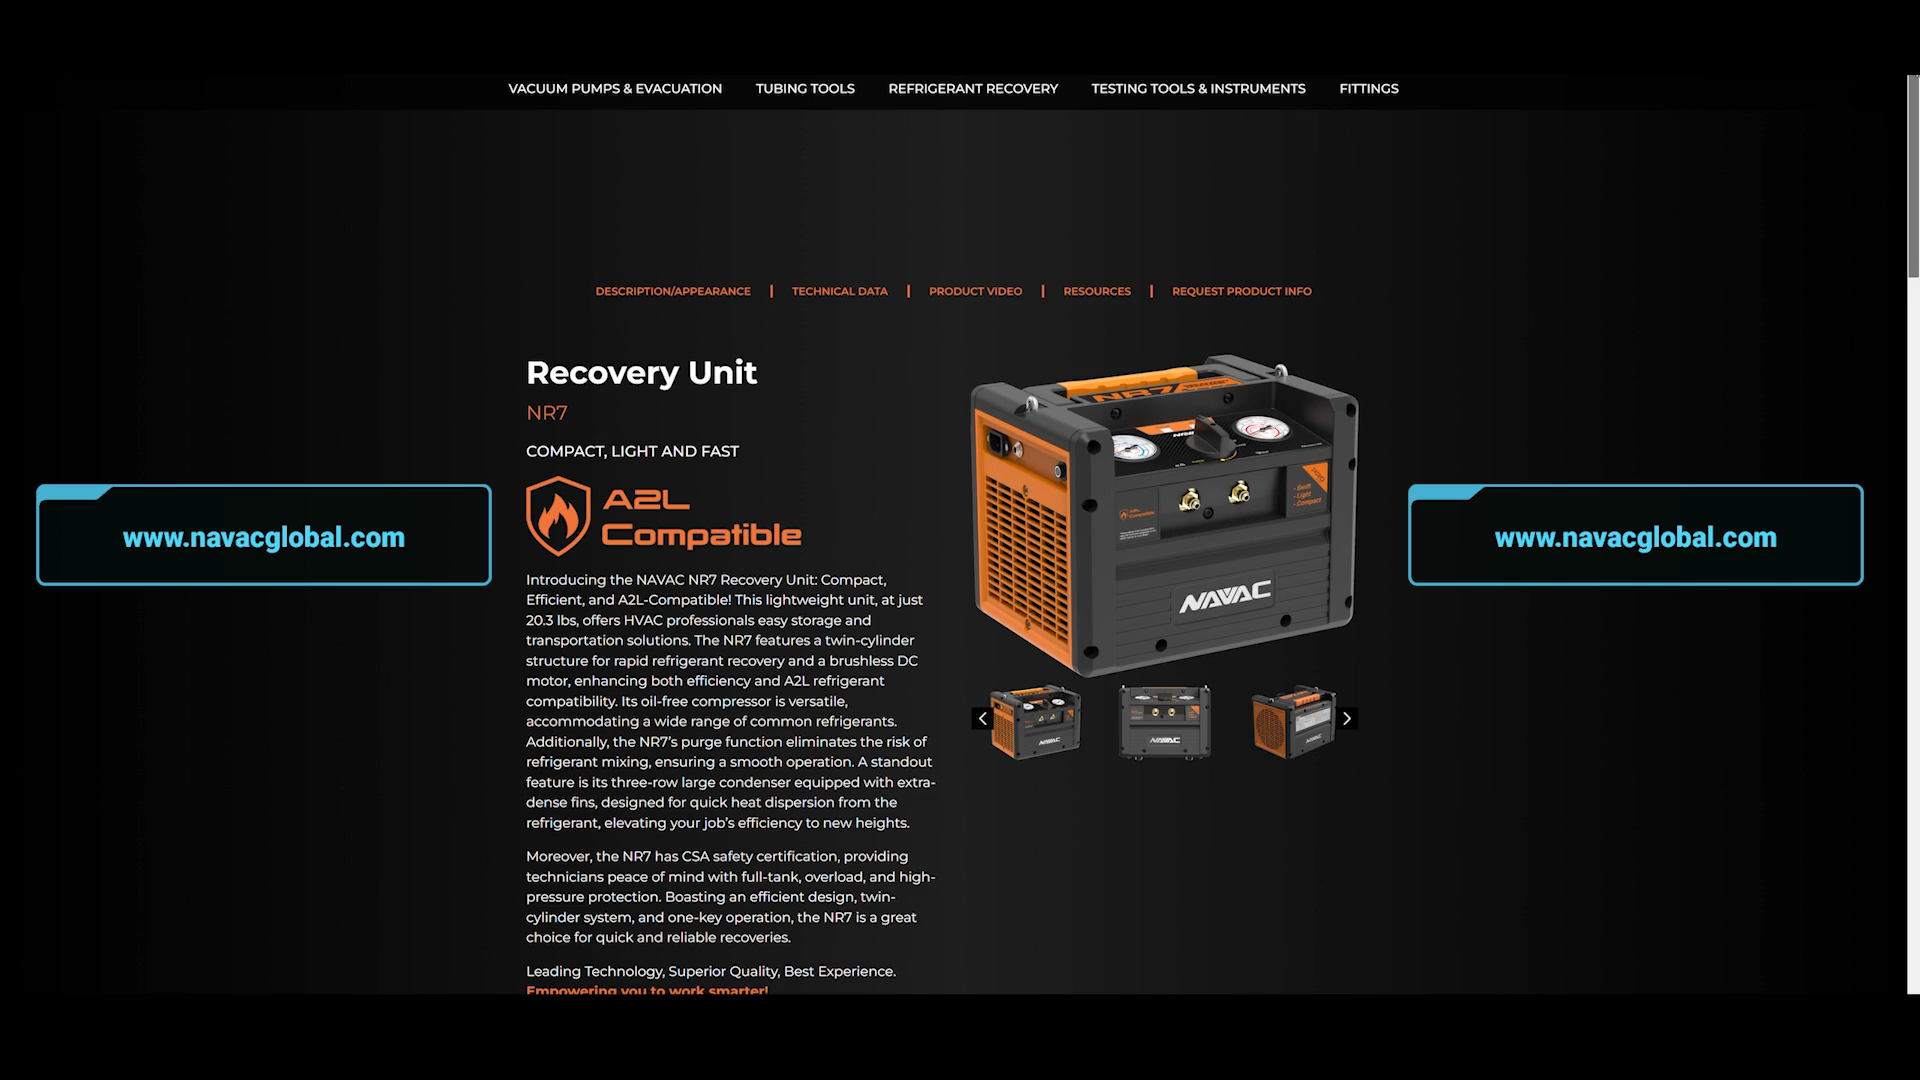 VACUUM PUMPS & EVACUATION TUBING TOOLS REFRIGERANT RECOVERY TESTING TOOLS & INSTRUMENTS FITTINGS
DESCRIPTION/APPEARANCE | TECHNICAL DATA | PRODUCT VIDEO | RESOURCES | REQUEST PRODUCT INFO
Recovery Unit
NR7
COMPACT, LIGHT AND FAST
A2L
Compatible
Introducing the NAVAC NR7 Recovery Unit: Compact,
Efficient, and A2L-Compatible! This lightweight unit, at just
20.3 lbs, offers HVAC professionals easy storage and
transportation solutions. The NR7 features a twin-cylinder
structure for rapid refrigerant recovery and a brushless DC
motor, enhancing both efficiency and A2L refrigerant
compatibility. Its oil-free compressor is versatile,
accommodating a wide range of common refrigerants.
Additionally, the NR7's purge function eliminates the risk of
refrigerant mixing, ensuring a smooth operation. A standout
feature is its three-row large condenser equipped with extra-
dense fins, designed for quick heat dispersion from the
refrigerant, elevating your job's efficiency to new heights.
Moreover, the NR7 has CSA safety certification, providing
technicians peace of mind with full-tank, overload, and high-
pressure protection. Boasting an efficient design, twin-
cylinder system, and one-key operation, the NR7 is a great
choice for quick and reliable recoveries.
Leading Technology, Superior Quality, Best Experience.
Empowering you to work smarter!
NR7
- Swift
- Light
- Compact
A2L
Compatible
NAVAC
NAVAC
NAVAC
NAVAC
www.navacglobal.com
www.navacglobal.com